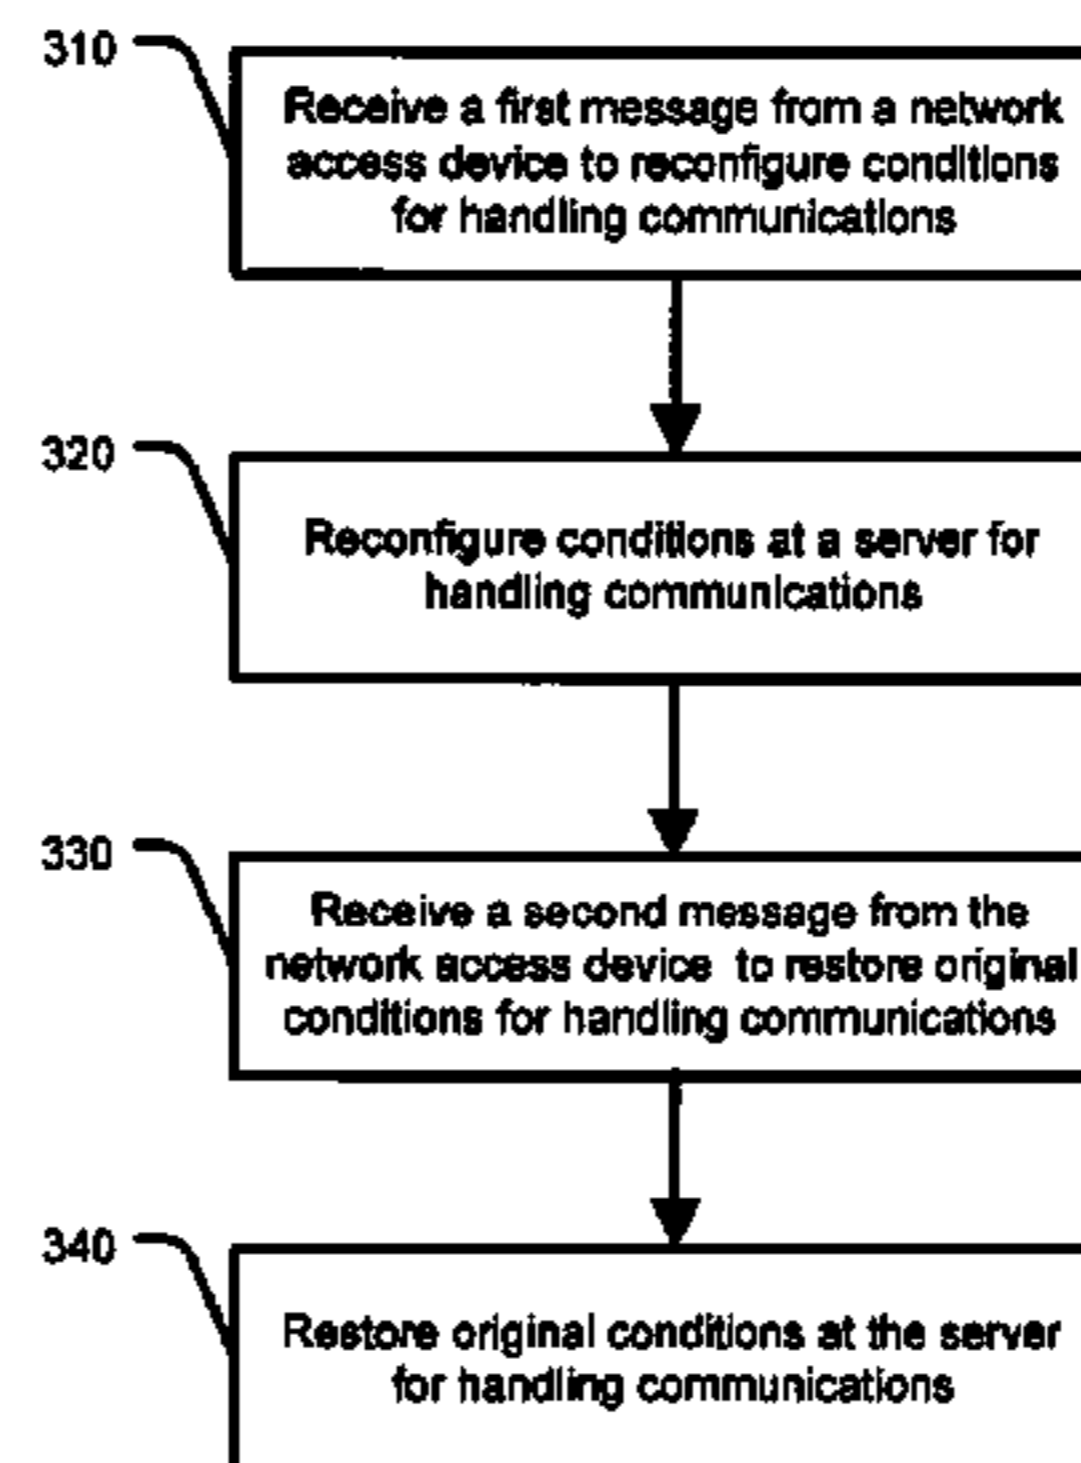 310
Receive a first message from a network
access device to reconfigure conditions
for handling communications
320
Reconfigure conditions at a server for
handling communications
330
Receive a second message from the
network access device to restore original
conditions for handling communications
340
Restore original conditions at the server
for handling communications